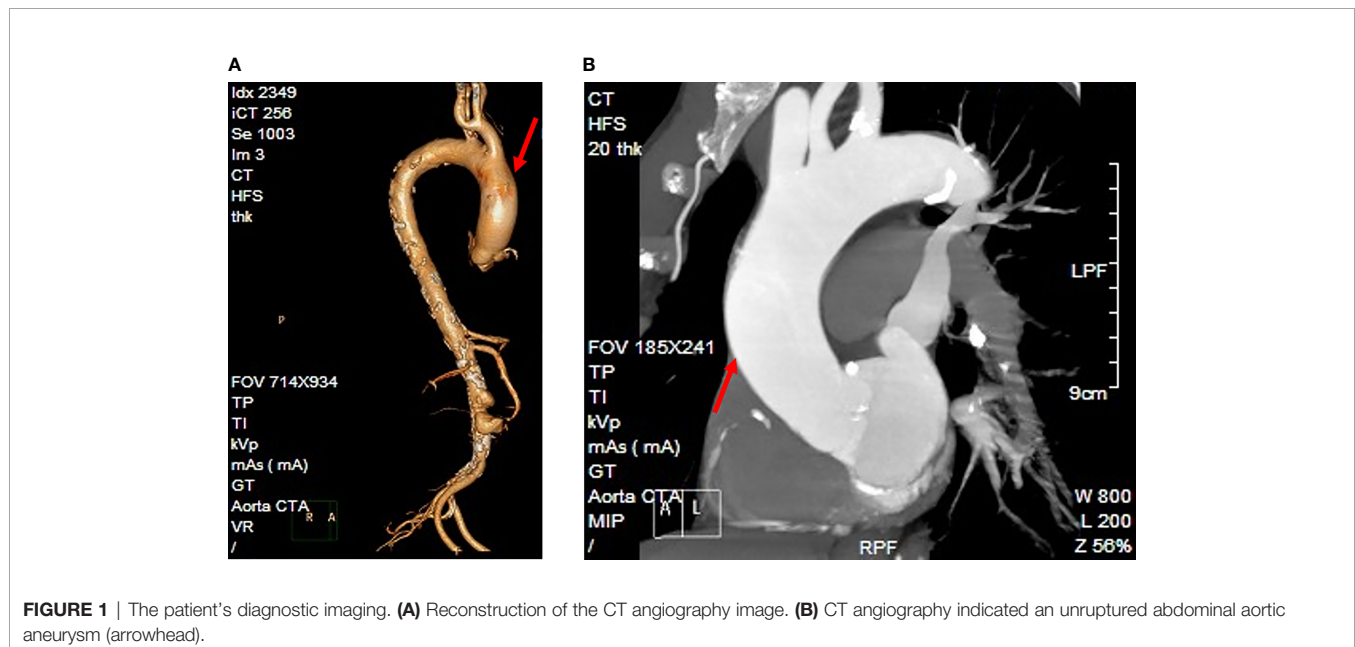 A
Idx 2349
iCT 256
Se 1003
Im 3
CT
HFS
thk
P
FOV 714X934
TP
TI
kVp
mAs ( mA)
GT
Aorta CTA
VR
/
R A
B
CT
HFS
20 thk
LPF
FOV 185X241
TP
TI
kVp
mAs ( mA)
GT
Aorta CTA
MIP
/
A L
9cm
W 800
L 200
Z 56%
RPF
FIGURE 1 | The patient's diagnostic imaging. (A) Reconstruction of the CT angiography image. (B) CT angiography indicated an unruptured abdominal aortic
aneurysm (arrowhead).